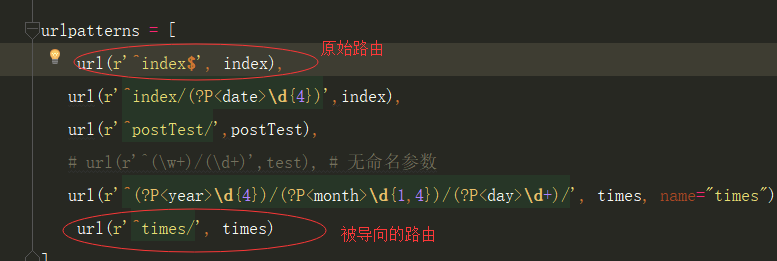 urlpatterns = [
原始路由
url(r'^index$', index),
url(r'^index/(?P<date>\d{4})',index),
url(r'^postTest/',postTest),
# url(r'^(\w+)/(\d+)',test), # 无命名参数
url(r'^(?P<year>\d{4})/(?P<month>\d{1,4})/(?P<day>\d+)/', times, name="times")
url(r'^times/', times)
被导向的路由
]